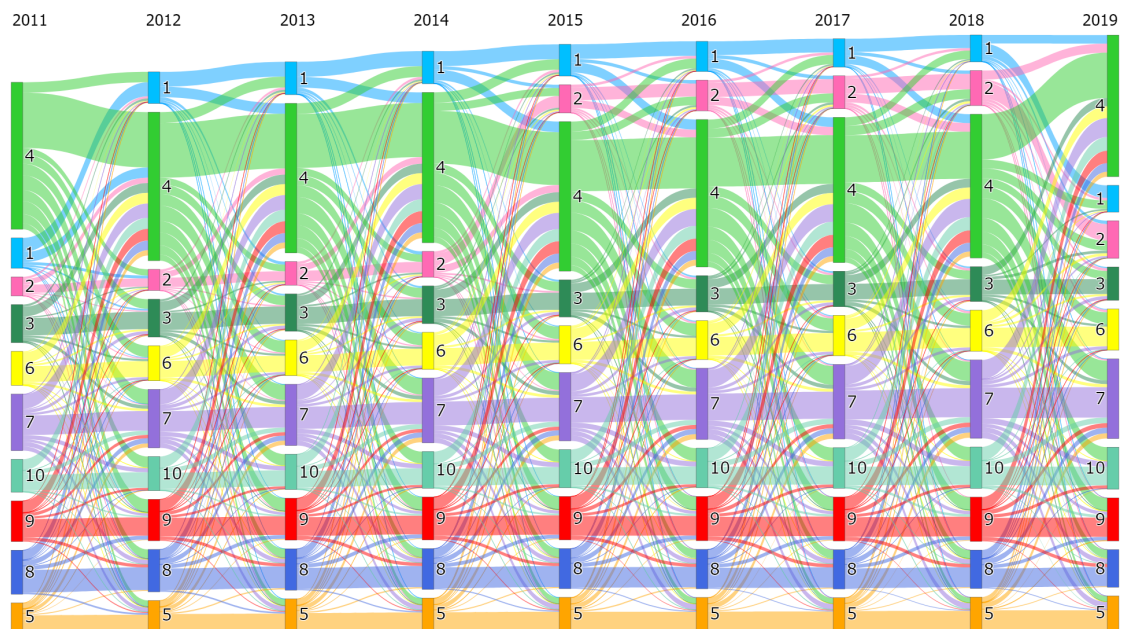 2011 2012 2013 2014 2015 2016 2017 2018 2019
4 1 1 1 1 1 1 1 4
1 4 4 4 2 2 2 2 1
2 2 2 2 4 4 4 4 2
3 3 3 3 3 3 3 3 3
6 6 6 6 6 6 6 6 6
7 7 7 7 7 7 7 7 7
10 10 10 10 10 10 10 10 10
9 9 9 9 9 9 9 9 9
8 8 8 8 8 8 8 8 8
5 5 5 5 5 5 5 5 5